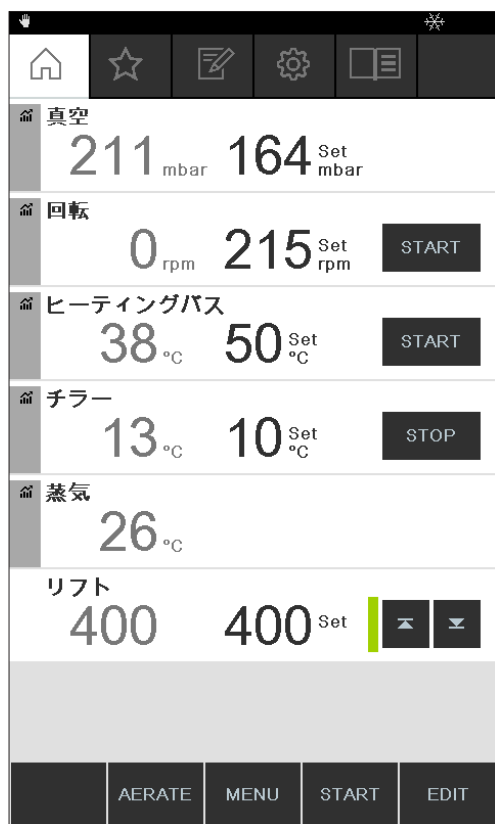 真空
211 mbar 164 Set mbar
回転
0 rpm 215 Set rpm START
ヒーティングバス
38 °C 50 Set °C START
チラー
13 °C 10 Set °C STOP
蒸気
26 °C
リフト
400 400 Set
AERATE MENU START EDIT